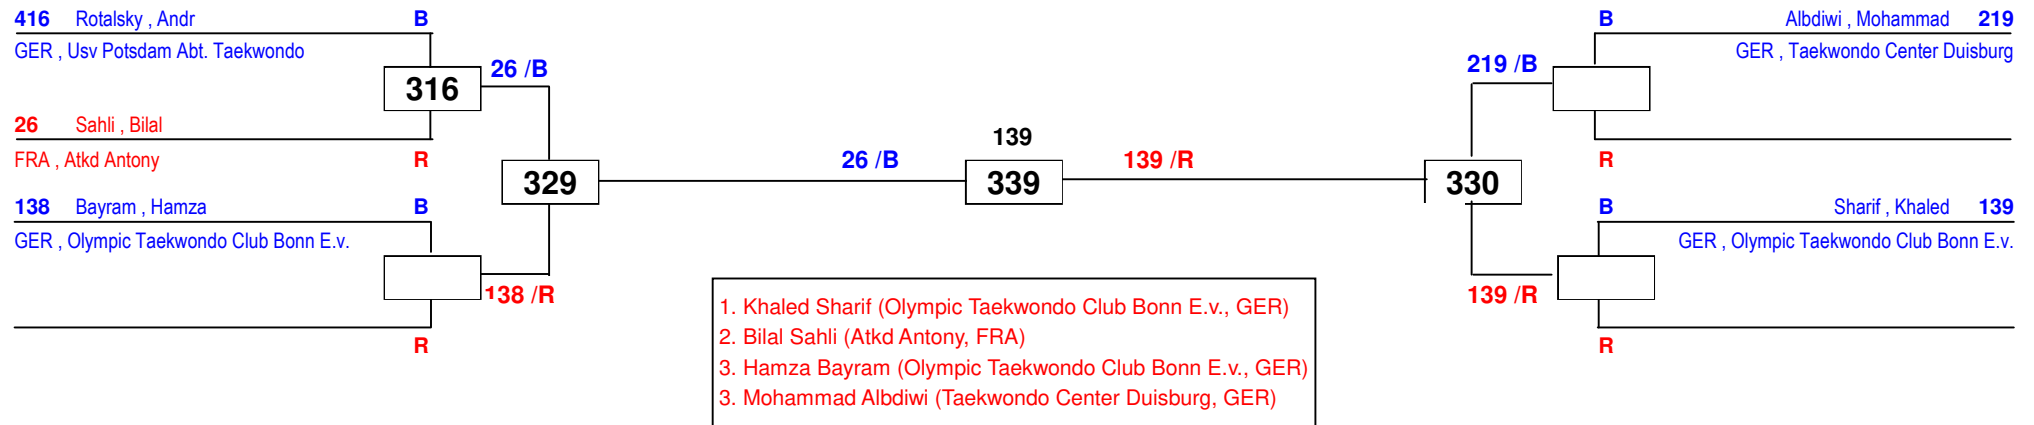 416 Rotalsky , Andr B
GER , Usv Potsdam Abt. Taekwondo
316
26 /B
26 Sahli , Bilal
FRA , Atkd Antony R
329
138 Bayram , Hamza B
GER , Olympic Taekwondo Club Bonn E.v.
138 /R
R
26 /B
139
339
139 /R
B Albdiwi , Mohammad 219
GER , Taekwondo Center Duisburg
219 /B
R
330
B Sharif , Khaled 139
GER , Olympic Taekwondo Club Bonn E.v.
139 /R
R
1. Khaled Sharif (Olympic Taekwondo Club Bonn E.v., GER)
2. Bilal Sahli (Atkd Antony, FRA)
3. Hamza Bayram (Olympic Taekwondo Club Bonn E.v., GER)
3. Mohammad Albdiwi (Taekwondo Center Duisburg, GER)